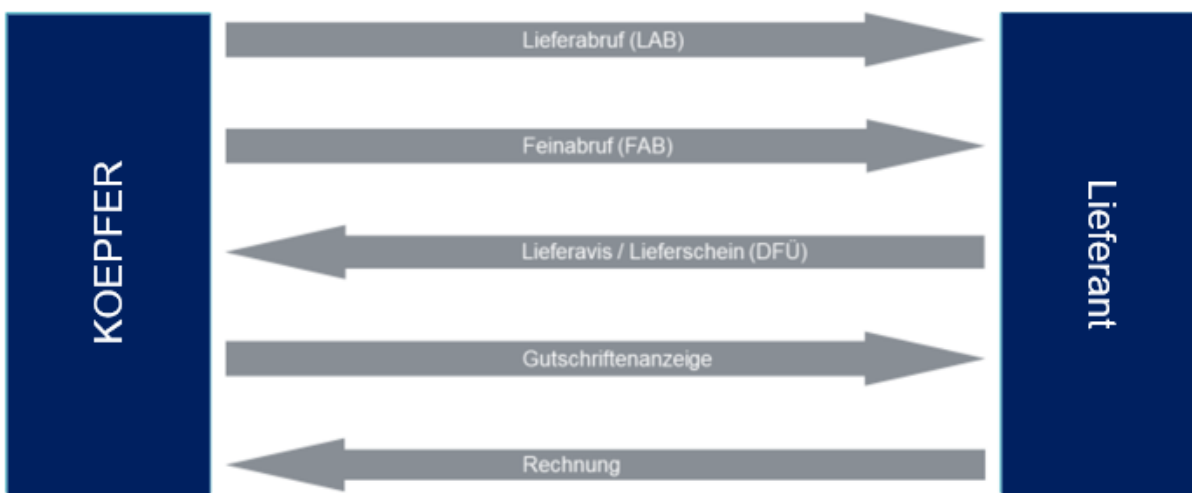 KOEPFER
Lieferabruf (LAB)
Feinabruf (FAB)
Lieferavis / Lieferschein (DFÜ)
Gutschriftenanzeige
Rechnung
Lieferant